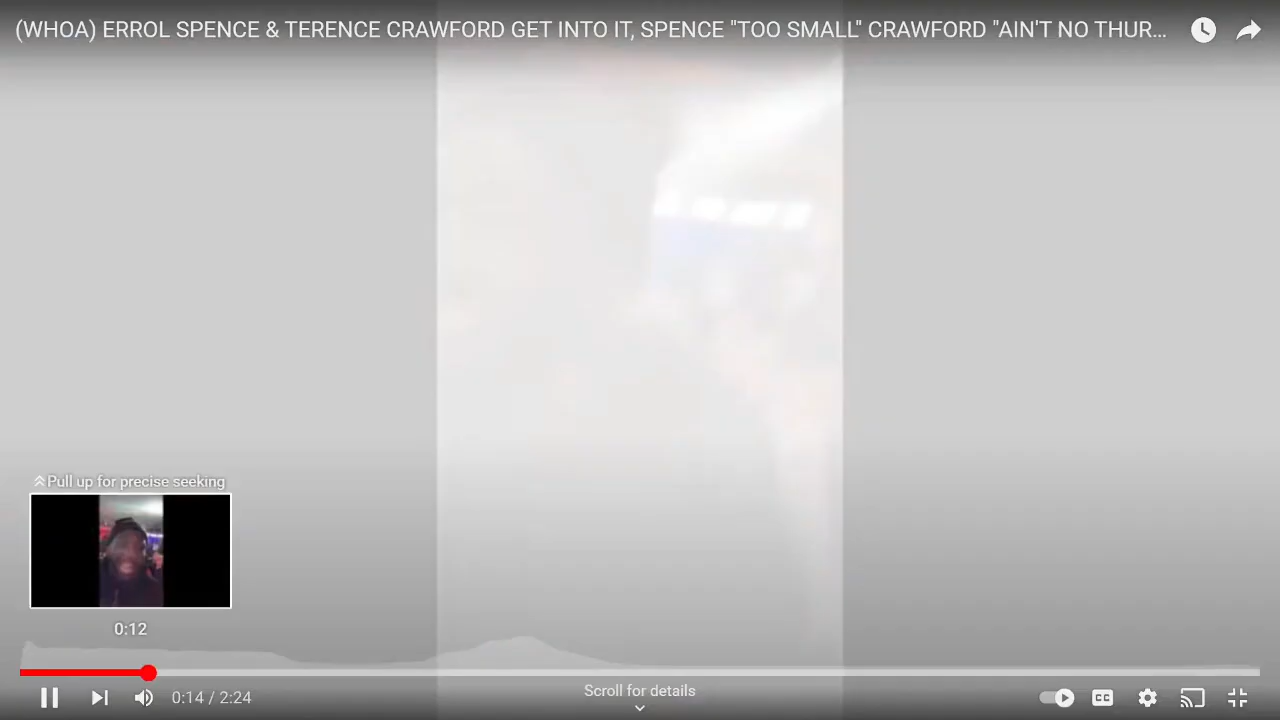 (WHOA) ERROL SPENCE & TERENCE CRAWFORD GET INTO IT, SPENCE "TOO SMALL" CRAWFORD "AIN'T NO THUR...
Pull up for precise seeking
0:12
0:14 / 2:24
Scroll for details
CC